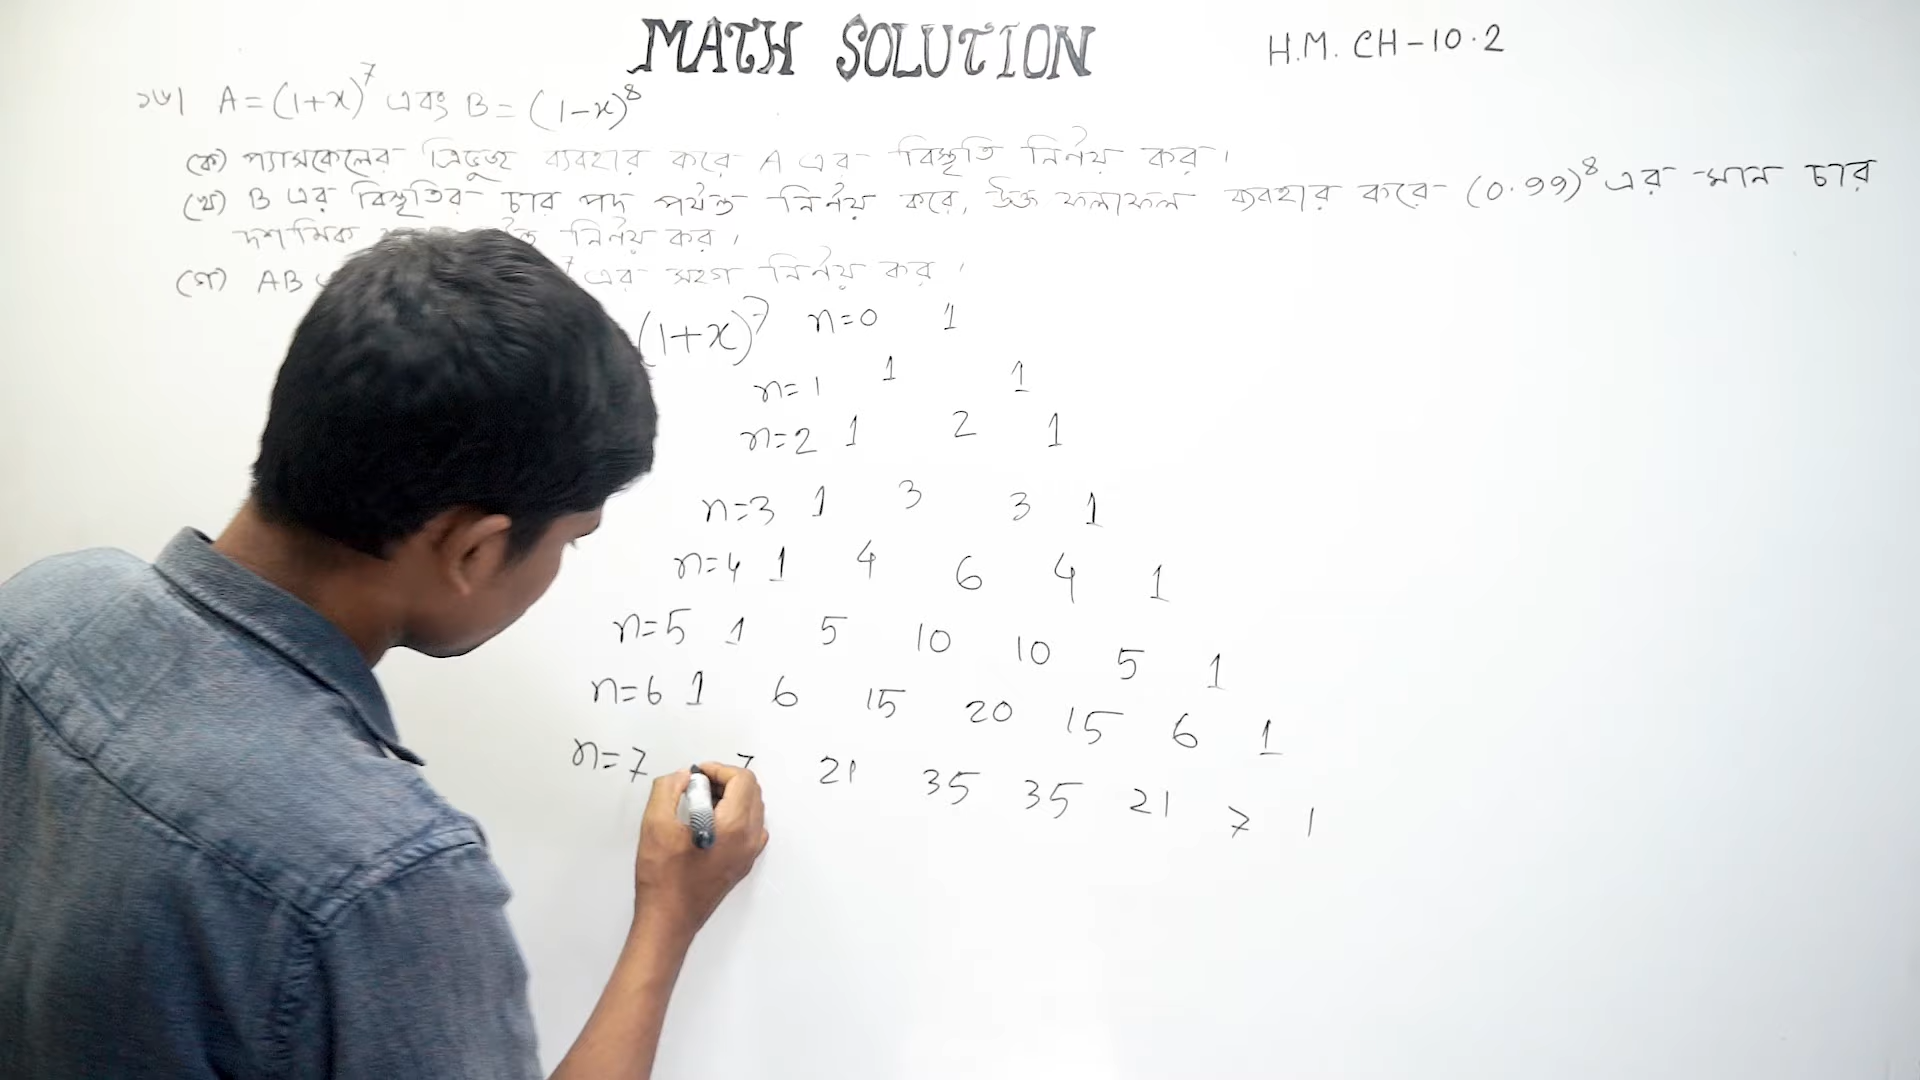 MATH SOLUTION
H.M. CH-10.2
১৬। A = (1+x)^7 এবং B = (1-x)^8
(ক) প্যাসকেলের ত্রিভুজ ব্যবহার করে A এর বিস্তৃতি নির্ণয় কর।
(খ) B এর বিস্তৃতির চার পদ পর্যন্ত নির্ণয় করে, উক্ত ফলাফল ব্যবহার করে (0.99)^8 এর মান চার
দশমিক নির্ণয় কর।
(গ) AB 7 এর সহগ নির্ণয় কর।
(1+x)^7 n=0 1
n=1 1 1
n=2 1 2 1
n=3 1 3 3 1
n=4 1 4 6 4 1
n=5 1 5 10 10 5 1
n=6 1 6 15 20 15 6 1
n=7 7 21 35 35 21 7 1